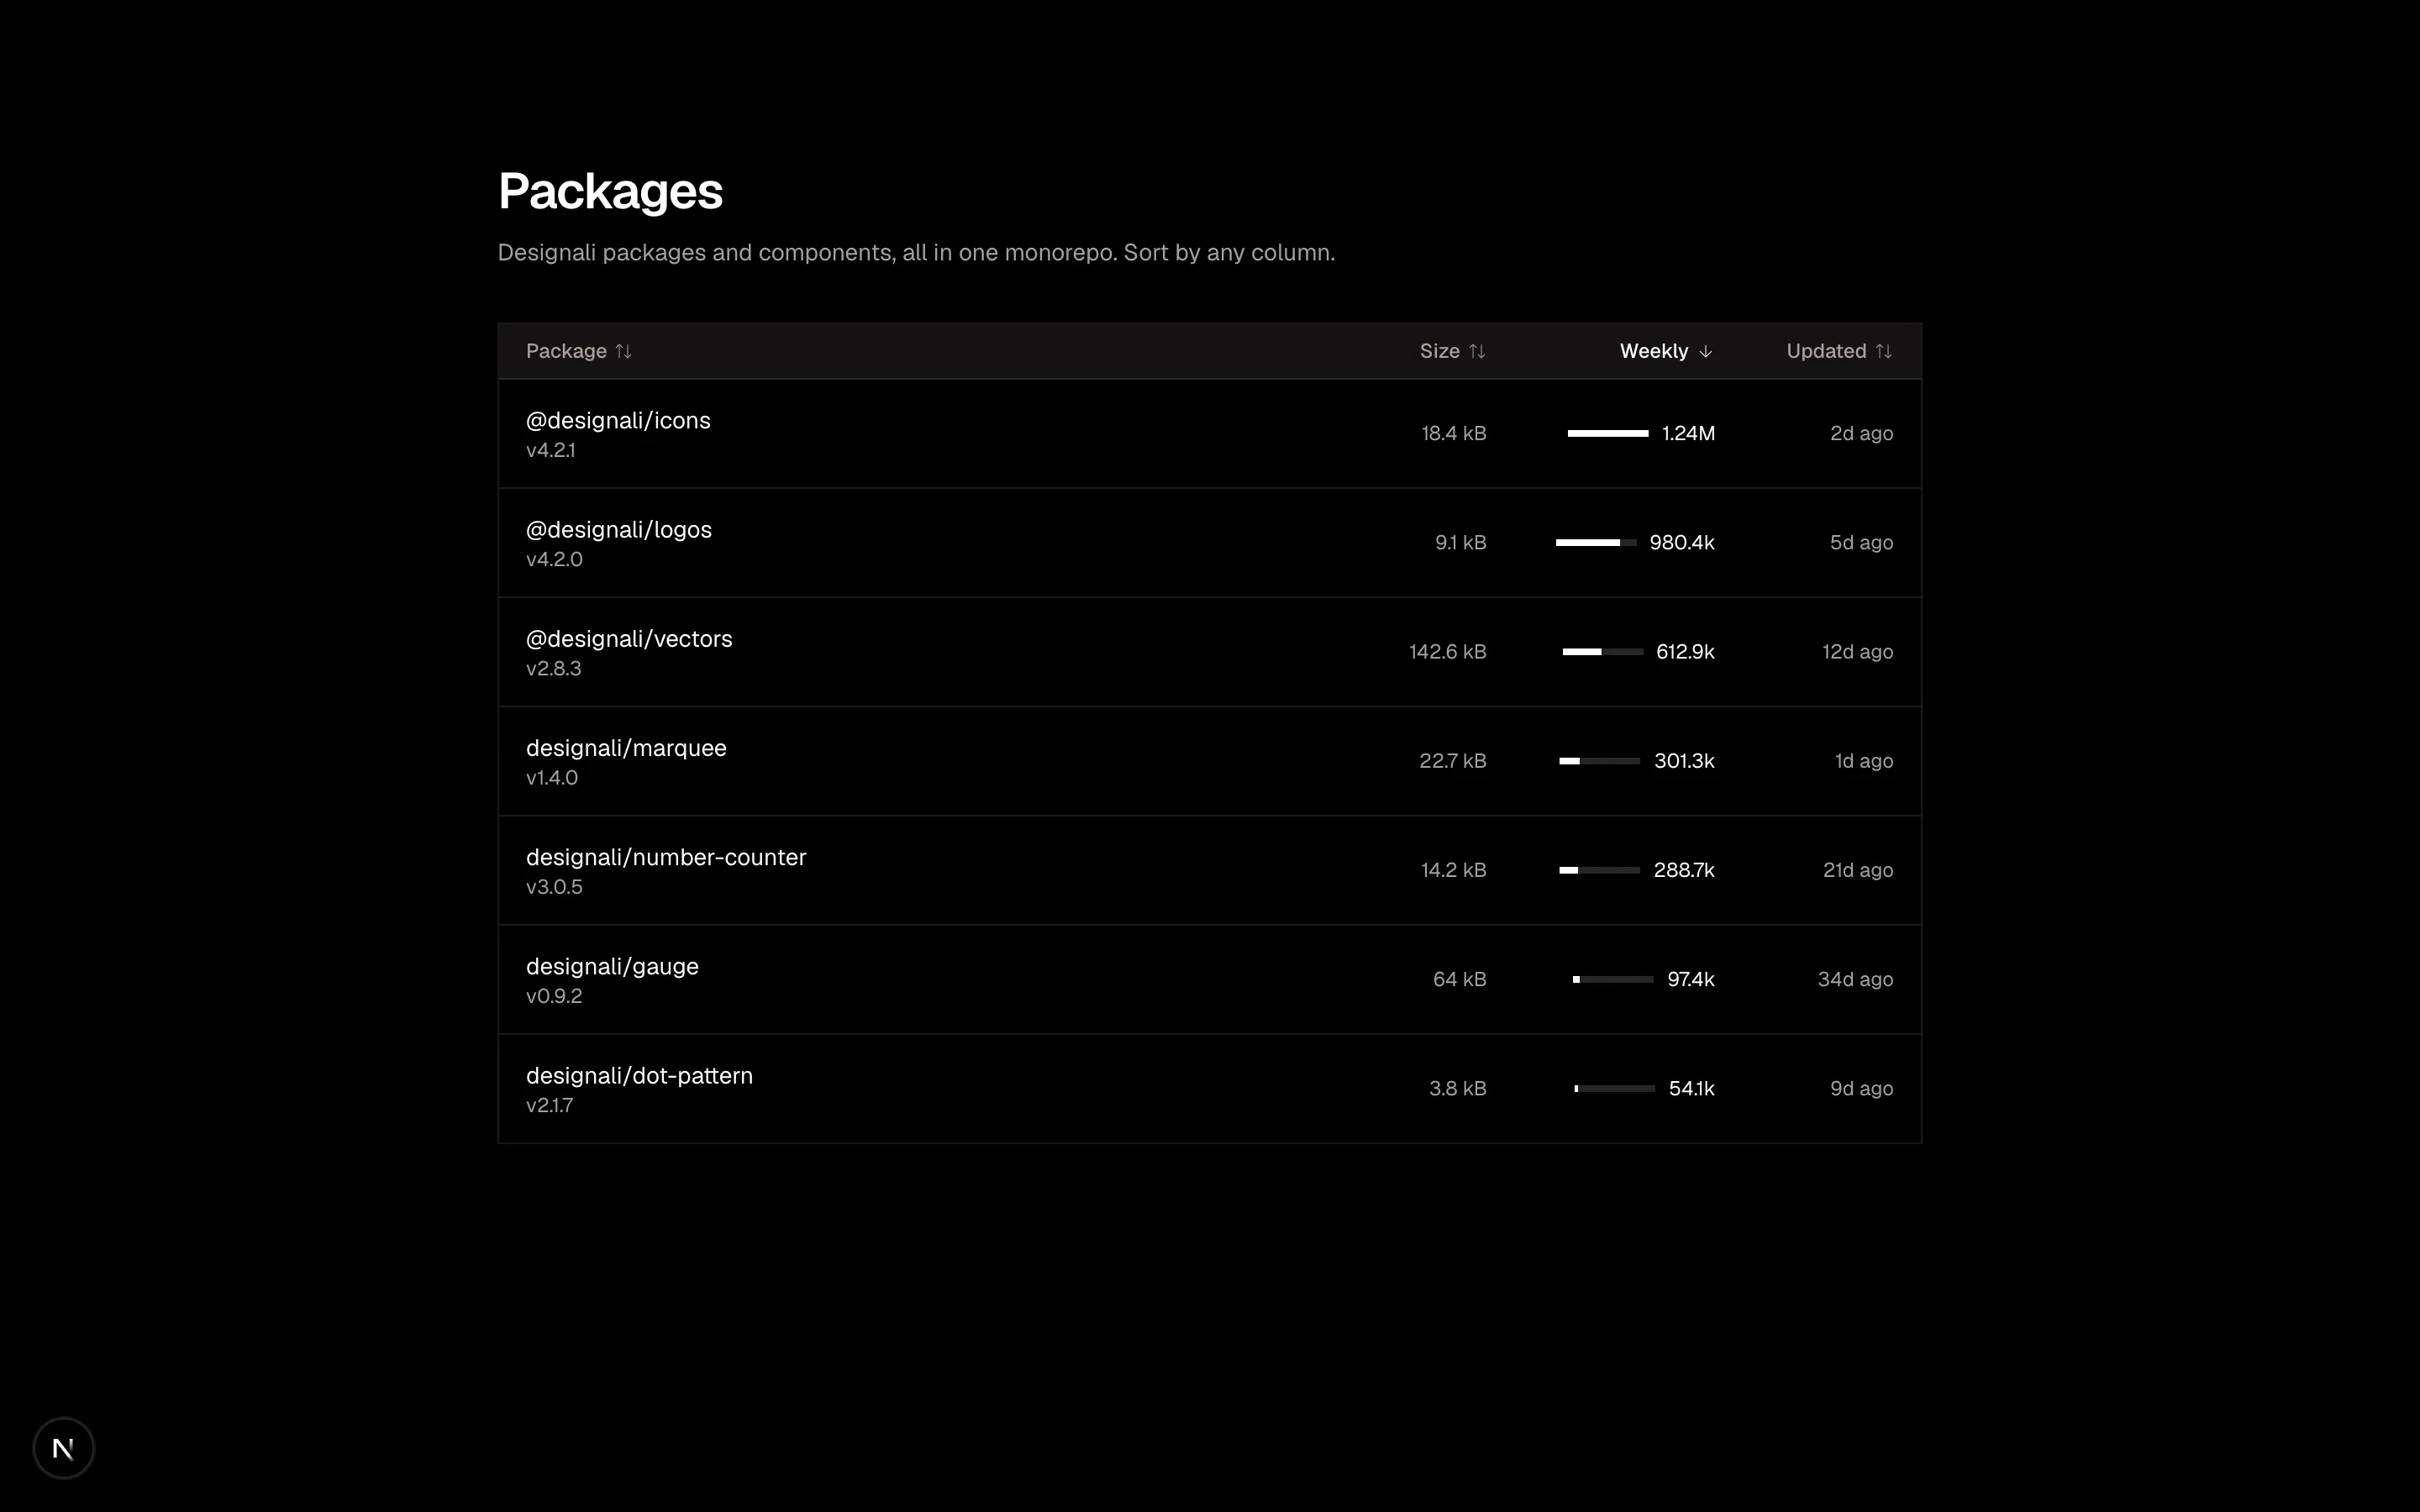 Packages
Designali packages and components, all in one monorepo. Sort by any column.
Package Size Weekly Updated
@designali/icons
v4.2.1
18.4 kB 1.24M 2d ago
@designali/logos
v4.2.0
9.1 kB 980.4k 5d ago
@designali/vectors
v2.8.3
142.6 kB 612.9k 12d ago
designali/marquee
v1.4.0
22.7 kB 301.3k 1d ago
designali/number-counter
v3.0.5
14.2 kB 288.7k 21d ago
designali/gauge
v0.9.2
64 kB 97.4k 34d ago
designali/dot-pattern
v2.1.7
3.8 kB 54.1k 9d ago
N